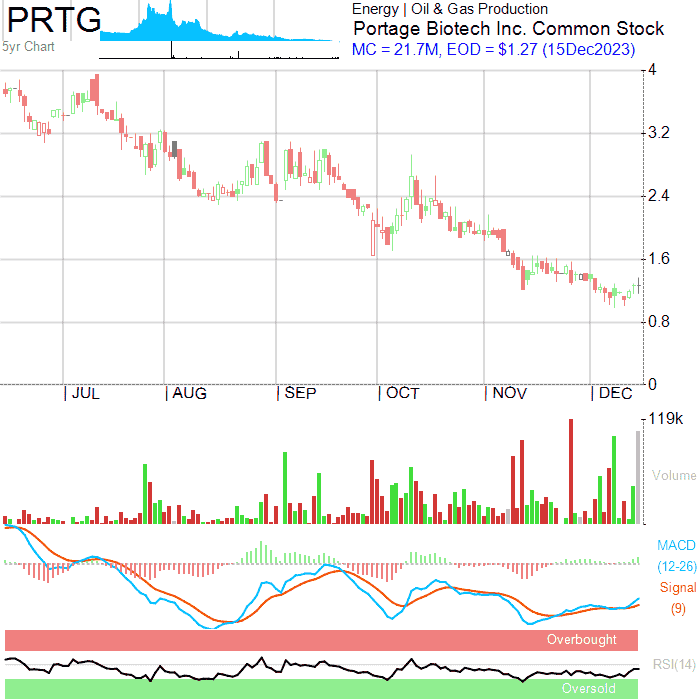 PRTG
5yr Chart
Energy | Oil & Gas Production
Portage Biotech Inc. Common Stock
MC = 21.7M, EOD = $1.27 (15Dec2023)
4
3.2
2.4
1.6
0.8
0
| JUL | AUG | SEP | OCT | NOV | DEC
119k
Volume
MACD
(12-26)
Signal
(9)
Overbought
RSI(14)
Oversold